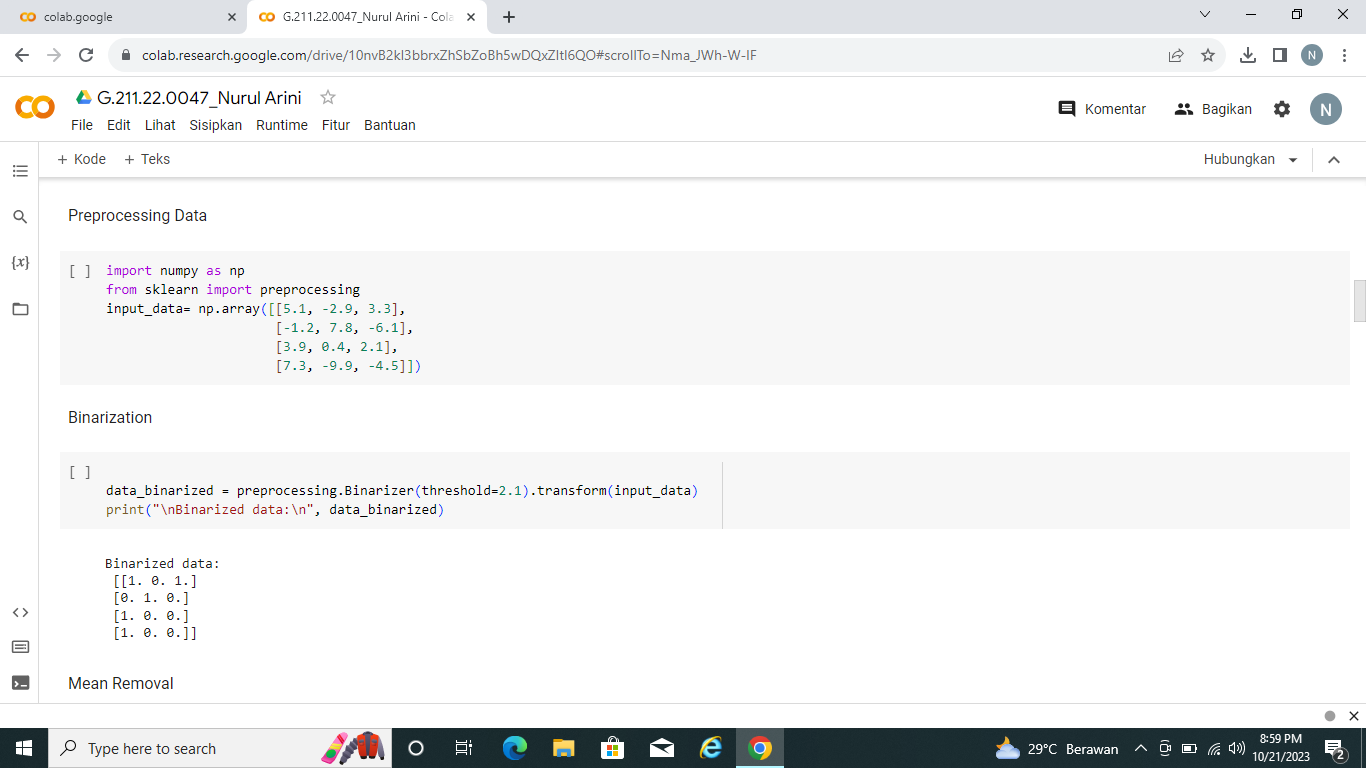 colab.google
G.211.22.0047_Nurul Arini - Cola
colab.research.google.com/drive/10nvB2kI3bbrxZhSbZoBh5wDQxZItI6QO#scrollTo=Nma_JWh-W-IF
N
G.211.22.0047_Nurul Arini
File Edit Lihat Sisipkan Runtime Fitur Bantuan
Komentar
Bagikan
N
+ Kode + Teks
Hubungkan
Preprocessing Data
[ ] import numpy as np
from sklearn import preprocessing
input_data= np.array([[5.1, -2.9, 3.3],
[-1.2, 7.8, -6.1],
[3.9, 0.4, 2.1],
[7.3, -9.9, -4.5]])
Binarization
[ ]
data_binarized = preprocessing.Binarizer(threshold=2.1).transform(input_data)
print("\nBinarized data:\n", data_binarized)
Binarized data:
[[1. 0. 1.]
[0. 1. 0.]
[1. 0. 0.]
[1. 0. 0.]]
Mean Removal
{x}
Type here to search
29°C Berawan
8:59 PM
10/21/2023
2